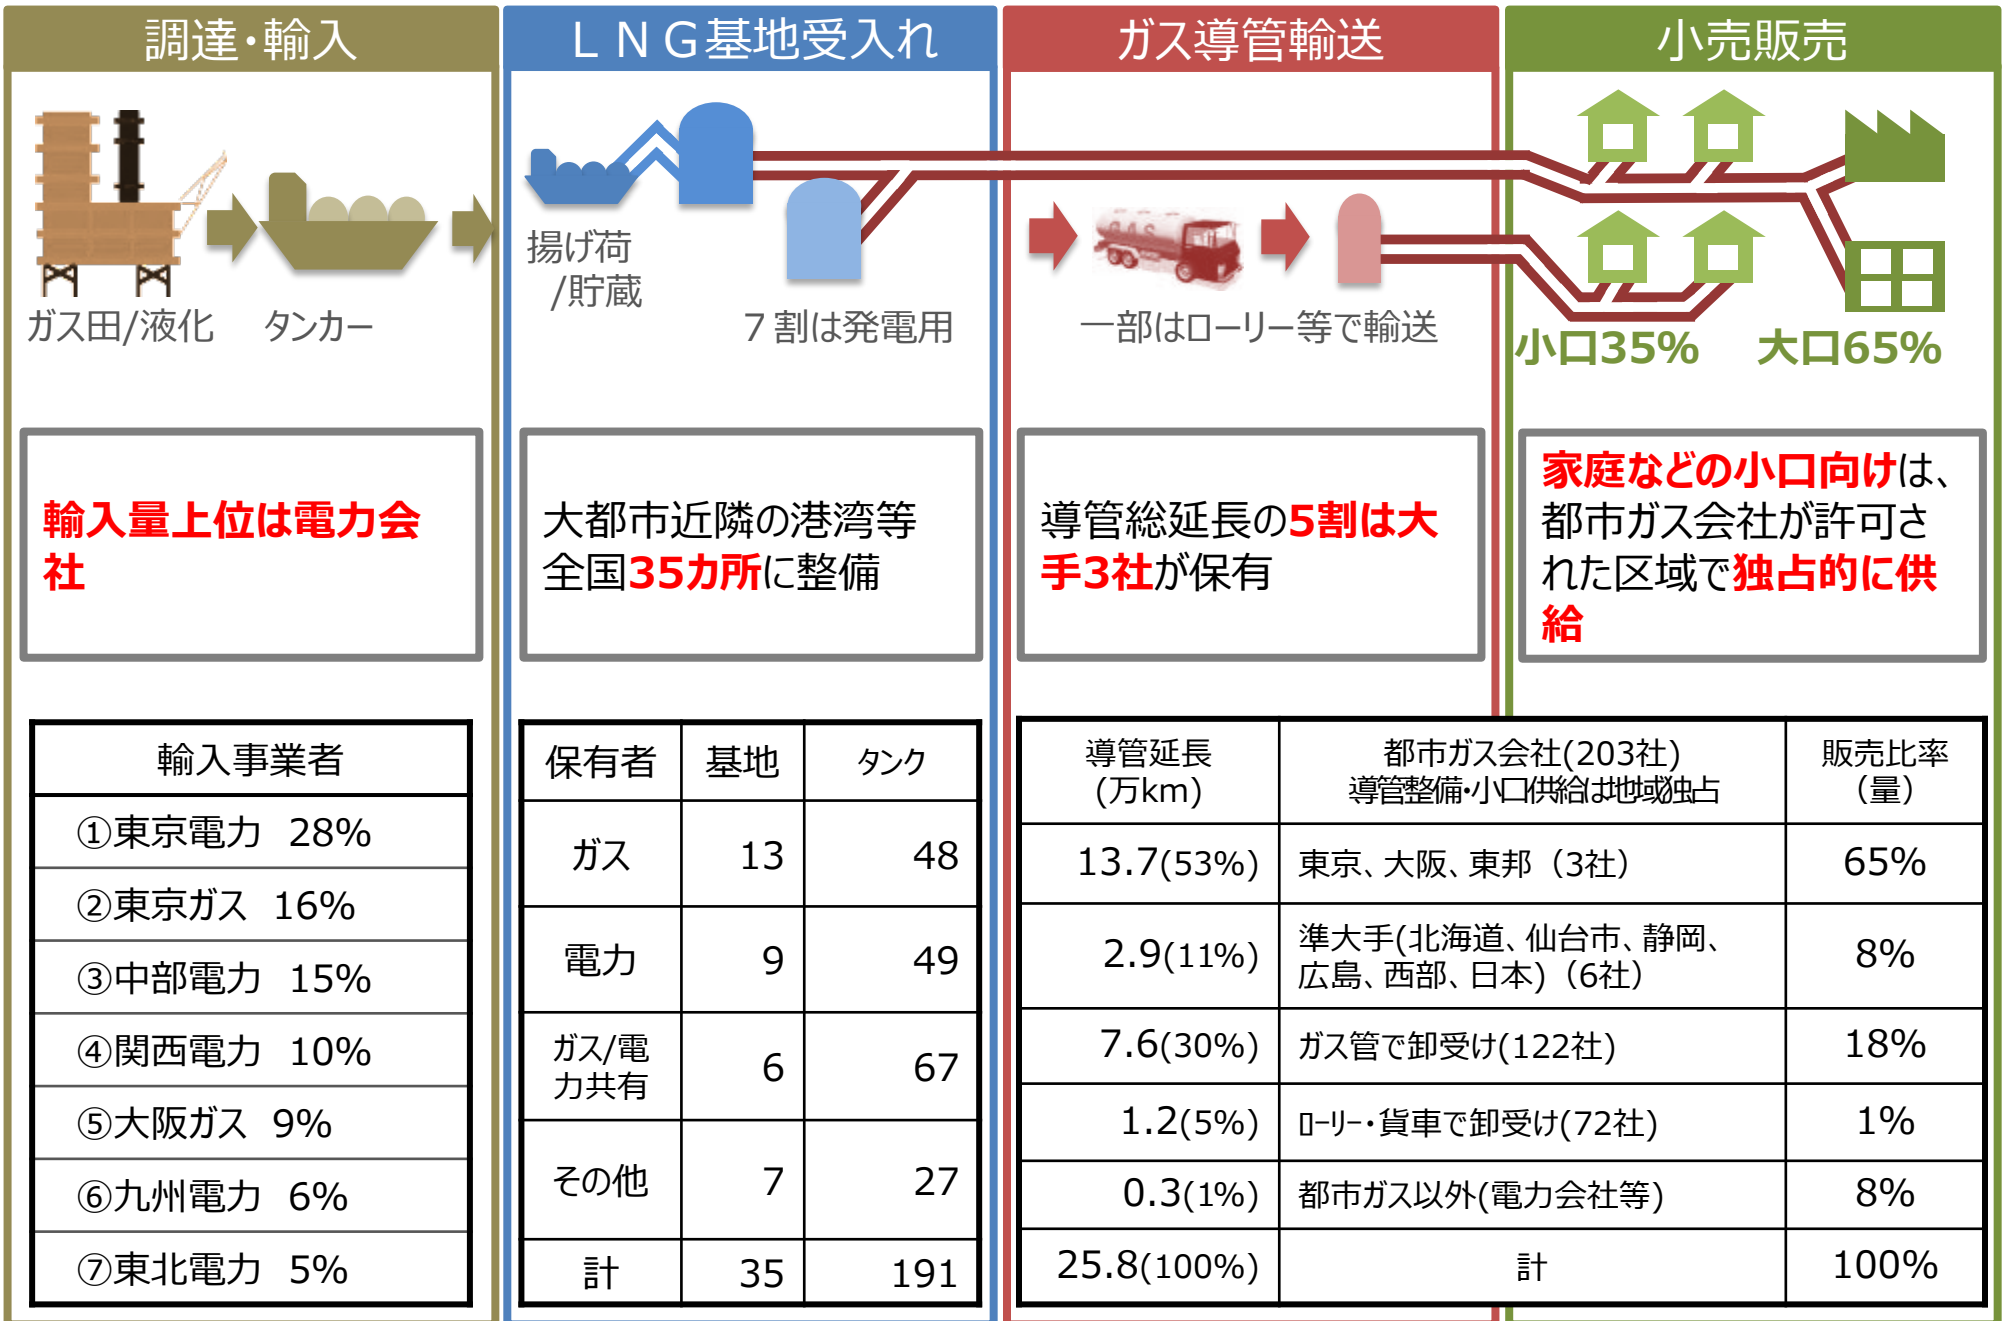 調達・輸入
ガス田/液化
タンカー
輸入量上位は電力会
社
輸入事業者
①東京電力 28%
②東京ガス 16%
③中部電力 15%
④関西電力 10%
⑤大阪ガス 9%
⑥九州電力 6%
⑦東北電力 5%
ＬＮＧ基地受入れ
揚げ荷
/貯蔵
７割は発電用
大都市近隣の港湾等
全国35カ所に整備
保有者 基地 タンク
ガス 13 48
電力 9 49
ガス/電
力共有 6 67
その他 7 27
計 35 191
ガス導管輸送
GAS
一部はローリー等で輸送
導管総延長の5割は大
手3社が保有
小売販売
小口35% 大口65%
家庭などの小口向けは、
都市ガス会社が許可さ
れた区域で独占的に供
給
導管延長
(万km)
都市ガス会社(203社)
導管整備・小口供給は地域独占
販売比率
（量）
13.7(53%) 東京、大阪、東邦（3社） 65%
2.9(11%) 準大手(北海道、仙台市、静岡、
広島、西部、日本)（6社） 8%
7.6(30%) ガス管で卸受け(122社) 18%
1.2(5%) ローリー・貨車で卸受け(72社) 1%
0.3(1%) 都市ガス以外(電力会社等) 8%
25.8(100%) 計 100%